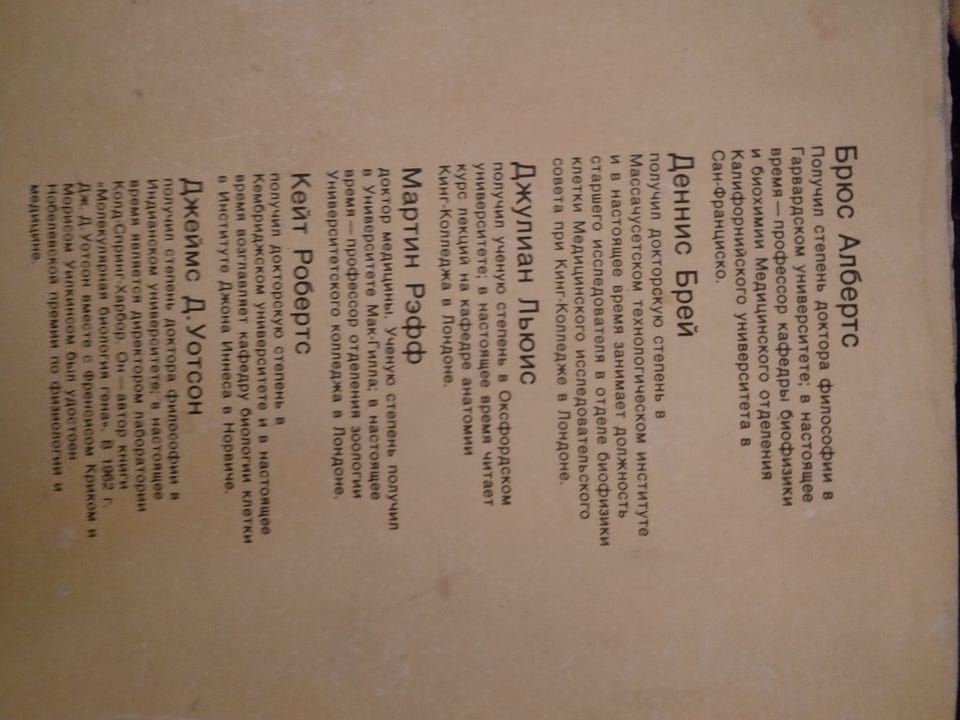 Брюс Албертс
Получил степень доктора философии в
Гарвардском университете; в настоящее
время — профессор кафедры биофизики
и биохимии Медицинского отделения
Калифорнийского университета в
Сан-Франциско.
Деннис Брей
получил докторскую степень в
Массачусетском технологическом институте
и в настоящее время занимает должность
старшего исследователя в отделе биофизики
клетки Медицинского исследовательского
совета при Кинг-Колледже в Лондоне.
Джулиан Льюис
получил ученую степень в Оксфордском
университете; в настоящее время читает
курс лекций на кафедре анатомии
Кинг-Колледжа в Лондоне.
Мартин Рэфф
доктор медицины. Ученую степень получил
в Университете Мак-Гилла; в настоящее
время — профессор отделения зоологии
Университетского колледжа в Лондоне.
Кейт Робертс
получил докторскую степень в
Кембриджском университете и в настоящее
время возглавляет кафедру биологии клетки
в Институте Джона Иннеса в Норвиче.
Джеймс Д.Уотсон
получил степень доктора философии в
Индианском университете; в настоящее
время является директором лаборатории
Колд-Спринг-Харбор. Он — автор книги
«Молекулярная биология гена». В 1962 г.
Дж. Д. Уотсон вместе с Френсисом Криком и
Морисом Уилкинсом был удостоен
Нобелевской премии по физиологии и
медицине.